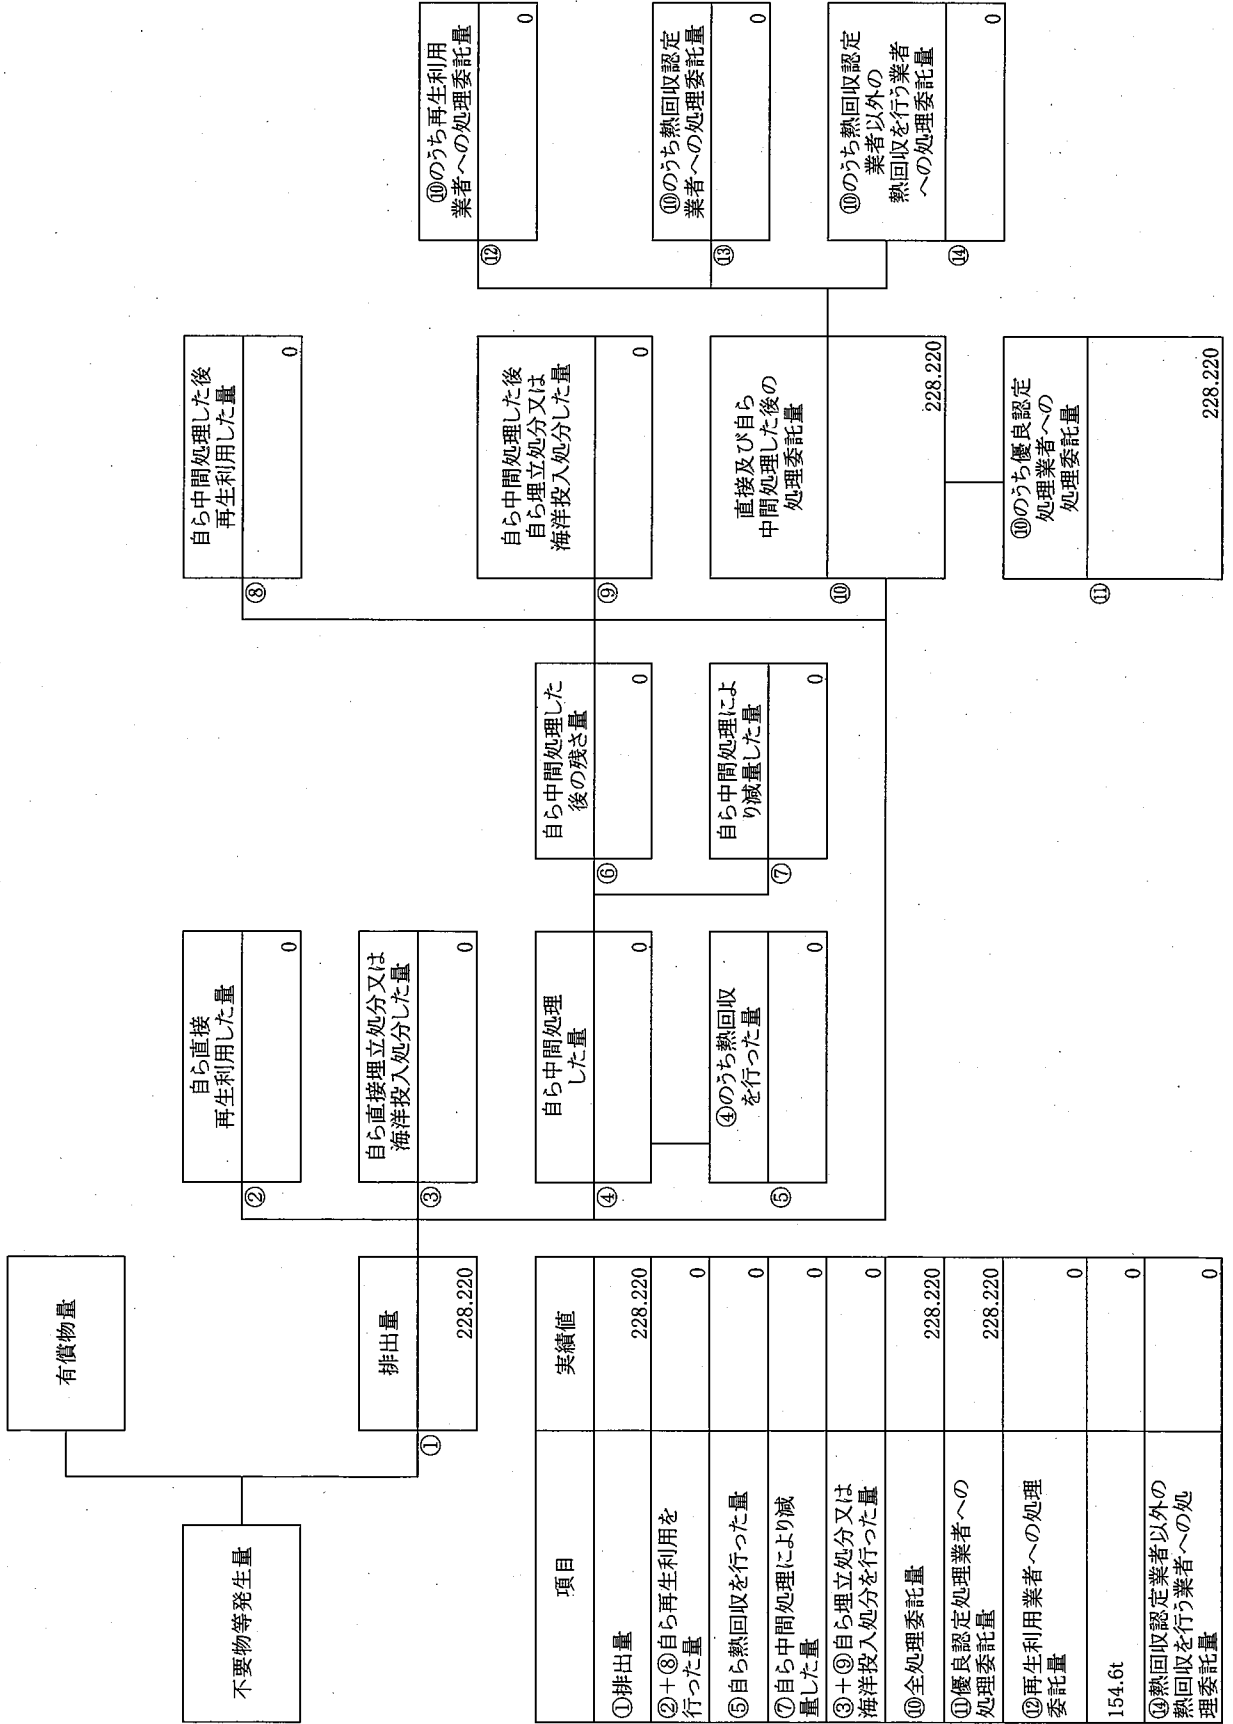 不要物等発生量
有償物量
①
排出量
228.220
②
自ら直接
再生利用した量
0
③
自ら直接埋立処分又は
海洋投入処分した量
0
④
自ら中間処理
した量
0
⑤
④のうち熱回収
を行った量
0
⑥
自ら中間処理した
後の残さ量
0
⑦
自ら中間処理によ
り減量した量
0
⑧
自ら中間処理した後
再生利用した量
0
⑨
自ら中間処理した後
自ら埋立処分又は
海洋投入処分した量
0
⑩
直接及び自ら
中間処理した後の
処理委託量
228.220
⑪
⑩のうち優良認定
処理業者への
処理委託量
228.220
⑫
⑩のうち再生利用
業者への処理委託量
0
⑬
⑩のうち熱回収認定
業者への処理委託量
0
⑭
⑩のうち熱回収認定
業者以外の
熱回収を行う業者
への処理委託量
0
項目 実績値
①排出量 228.220
②+⑧自ら再生利用を
行った量 0
⑤自ら熱回収を行った量 0
⑦自ら中間処理により減
量した量 0
③+⑨自ら埋立処分又は
海洋投入処分を行った量 0
⑩全処理委託量 228.220
⑪優良認定処理業者への
処理委託量 228.220
⑫再生利用業者への処理
委託量 0
154.6t 0
⑭熱回収認定業者以外の
熱回収を行う業者への処
理委託量 0